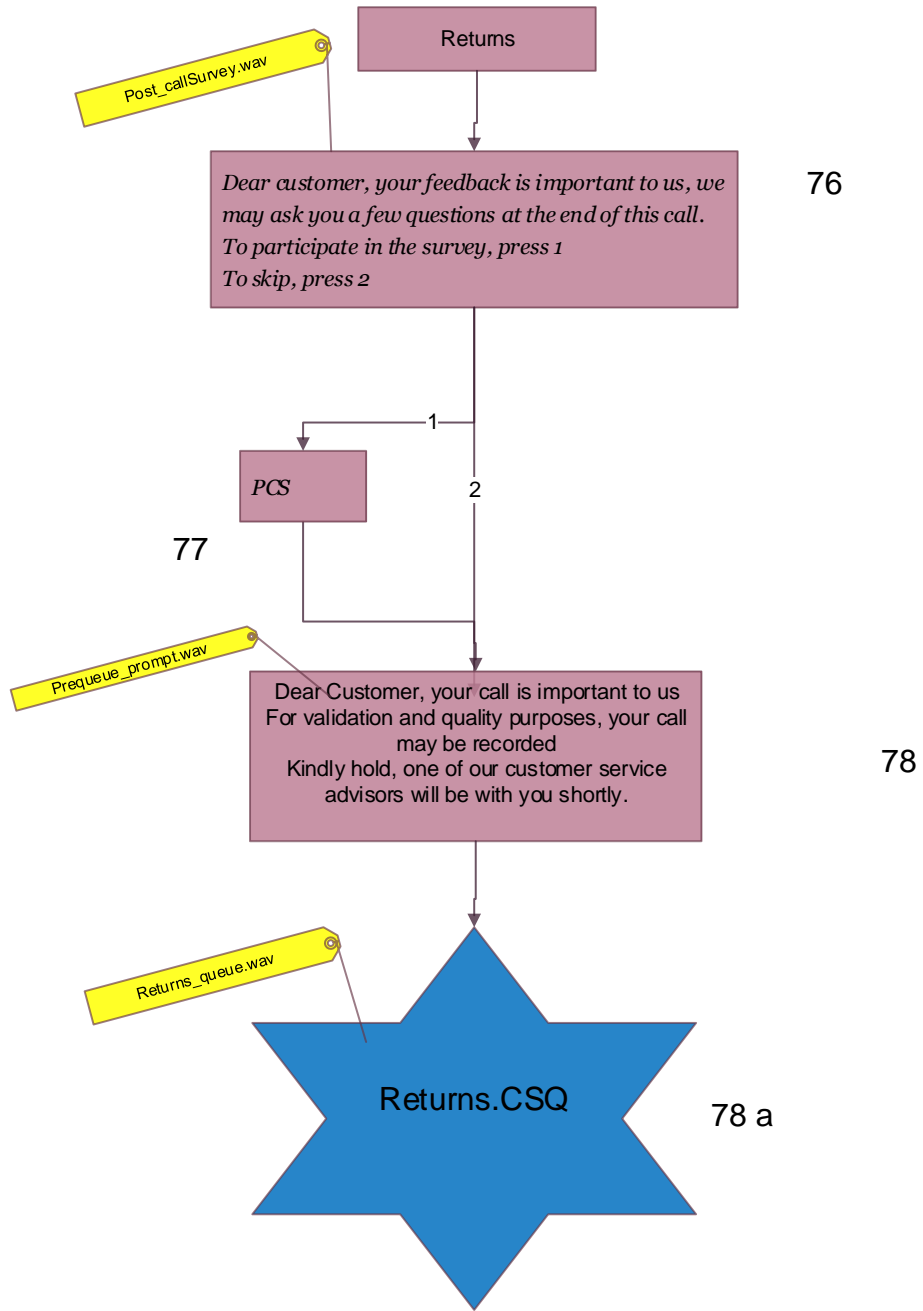 Returns
Post_callSurvey.wav
Dear customer, your feedback is important to us, we
may ask you a few questions at the end of this call.
To participate in the survey, press 1
To skip, press 2
76
1
PCS
2
77
Prequeue_prompt.wav
Dear Customer, your call is important to us
For validation and quality purposes, your call
may be recorded
Kindly hold, one of our customer service
advisors will be with you shortly.
78
Returns_queue.wav
Returns.CSQ
78 a